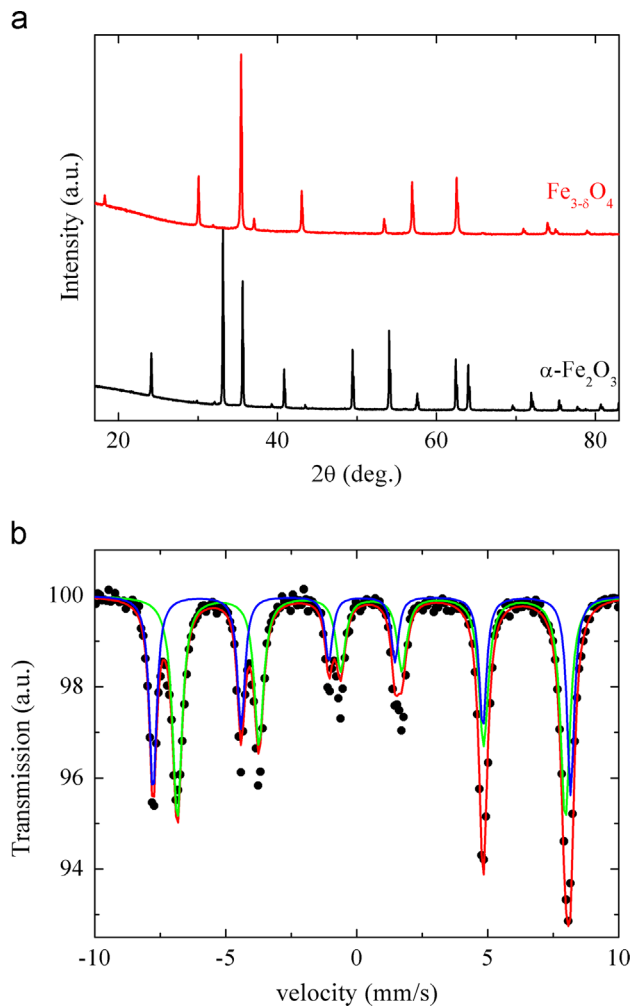 a
Intensity (a.u.)
Fe₃₋δO₄
α-Fe₂O₃
20 40 60 80
2θ (deg.)
b
Transmission (a.u.)
100
98
96
94
-10 -5 0 5 10
velocity (mm/s)